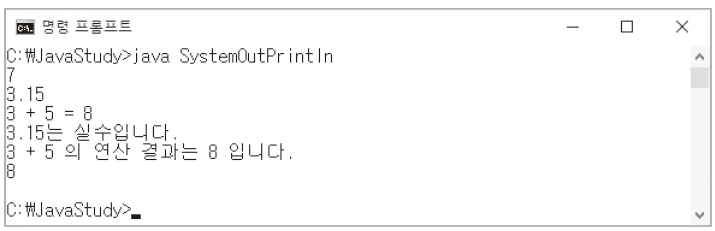 명령 프롬프트
C:₩JavaStudy>java SystemOutPrintln
7
3.15
3 + 5 = 8
3.15는 실수입니다.
3 + 5 의 연산 결과는 8 입니다.
8
C:₩JavaStudy>_